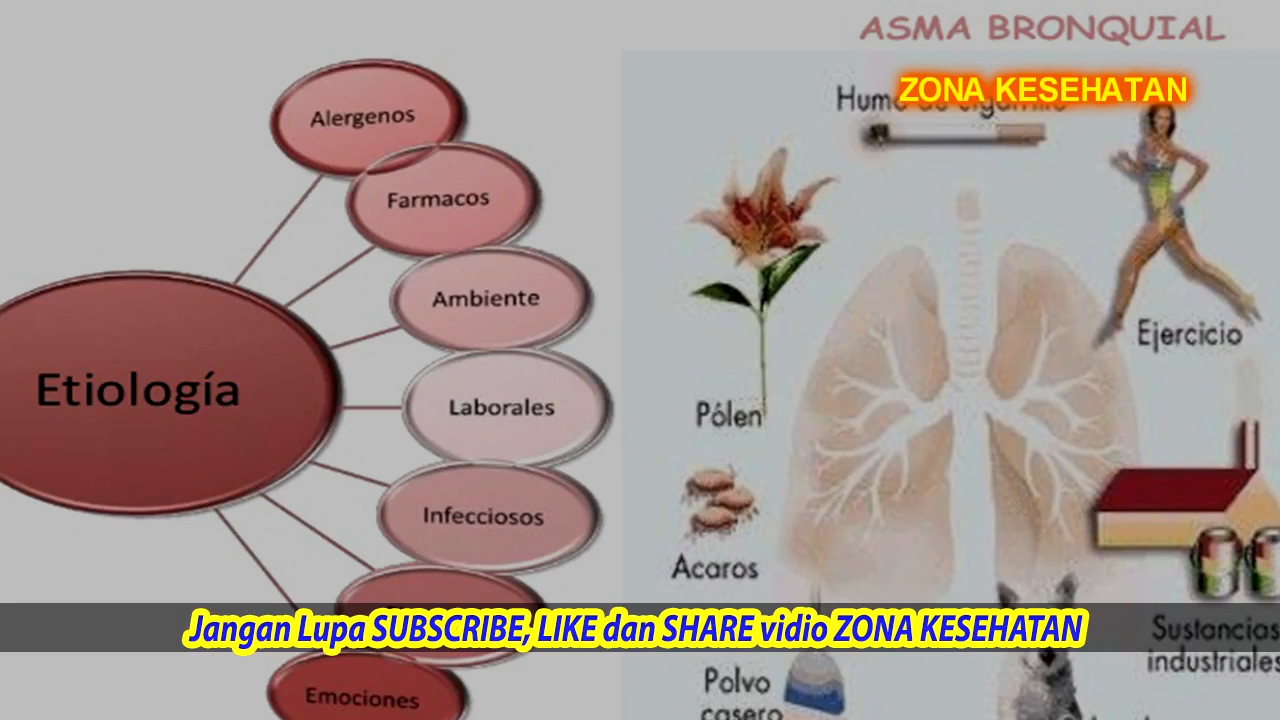 ASMA BRONQUIAL
ZONA KESEHATAN
Alergenos
Farmacos
Ambiente
Etiología
Laborales
Infecciosos
Emociones
Ejercicio
Pólen
Acaros
Sustancias
industriales
Polvo
casero
Jangan Lupa SUBSCRIBE, LIKE dan SHARE vidio ZONA KESEHATAN